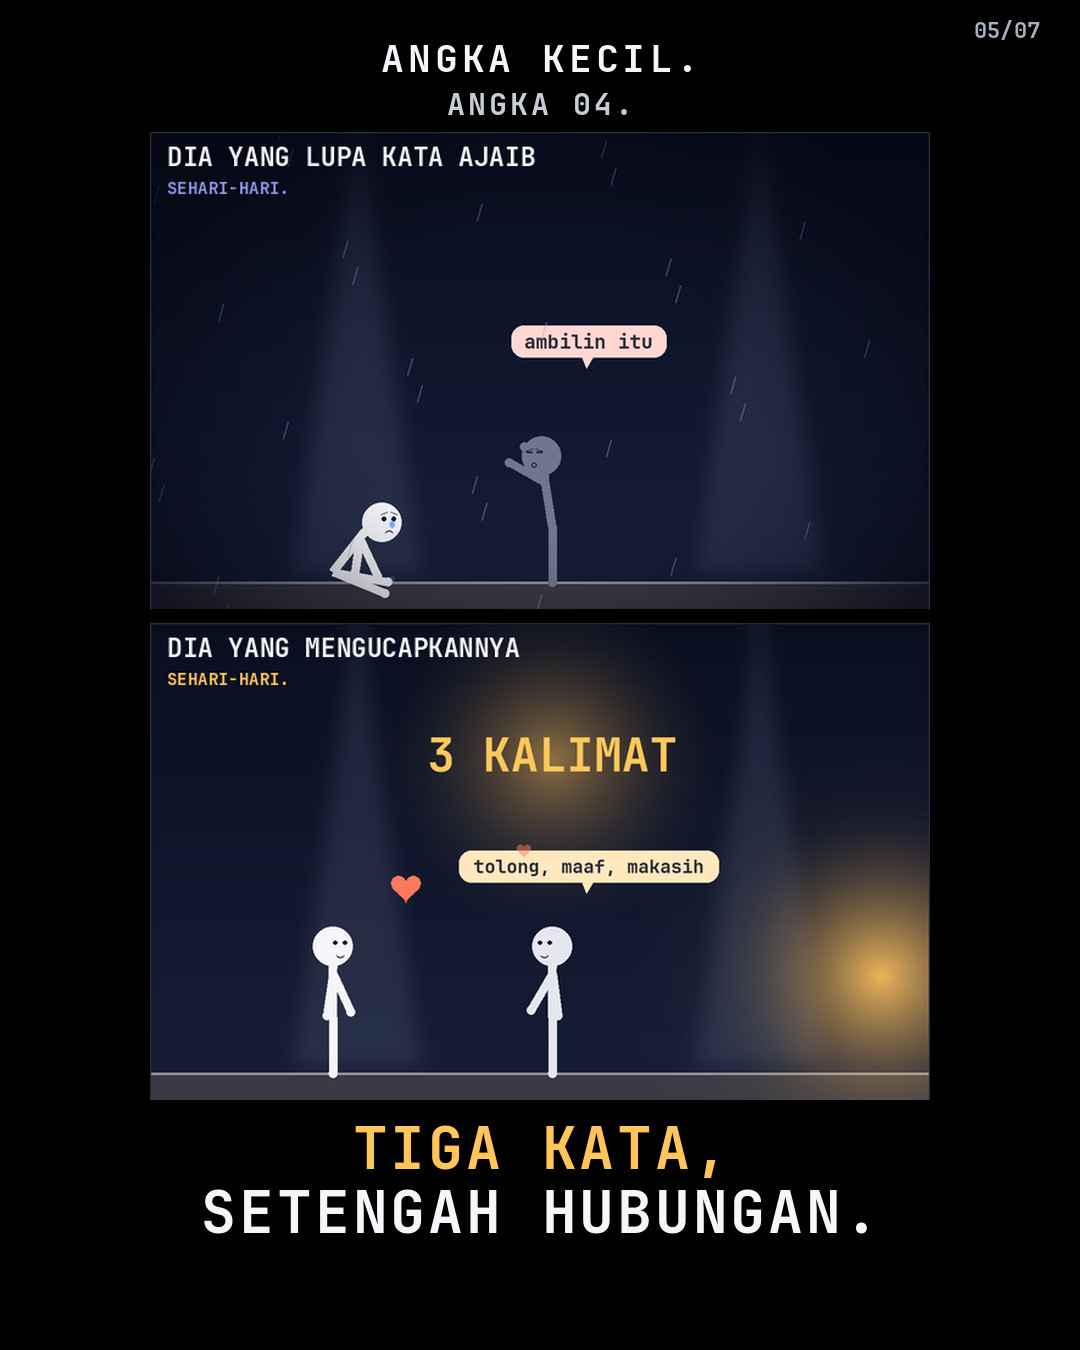 05/07
ANGKA KECIL.
ANGKA 04.
DIA YANG LUPA KATA AJAIB
SEHARI-HARI.
ambilin itu
DIA YANG MENGUCAPKANNYA
SEHARI-HARI.
3 KALIMAT
tolong, maaf, makasih
TIGA KATA,
SETENGAH HUBUNGAN.